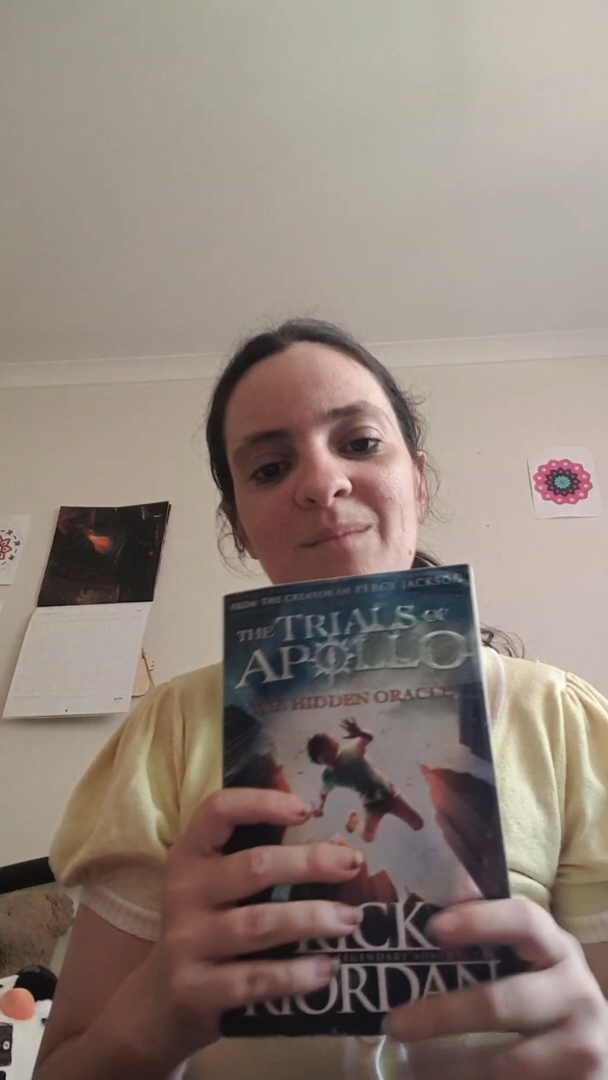 FROM THE CREATOR OF PERCY JACKSON
THE TRIALS OF
APOLLO
THE HIDDEN ORACLE
RICK
RIORDAN